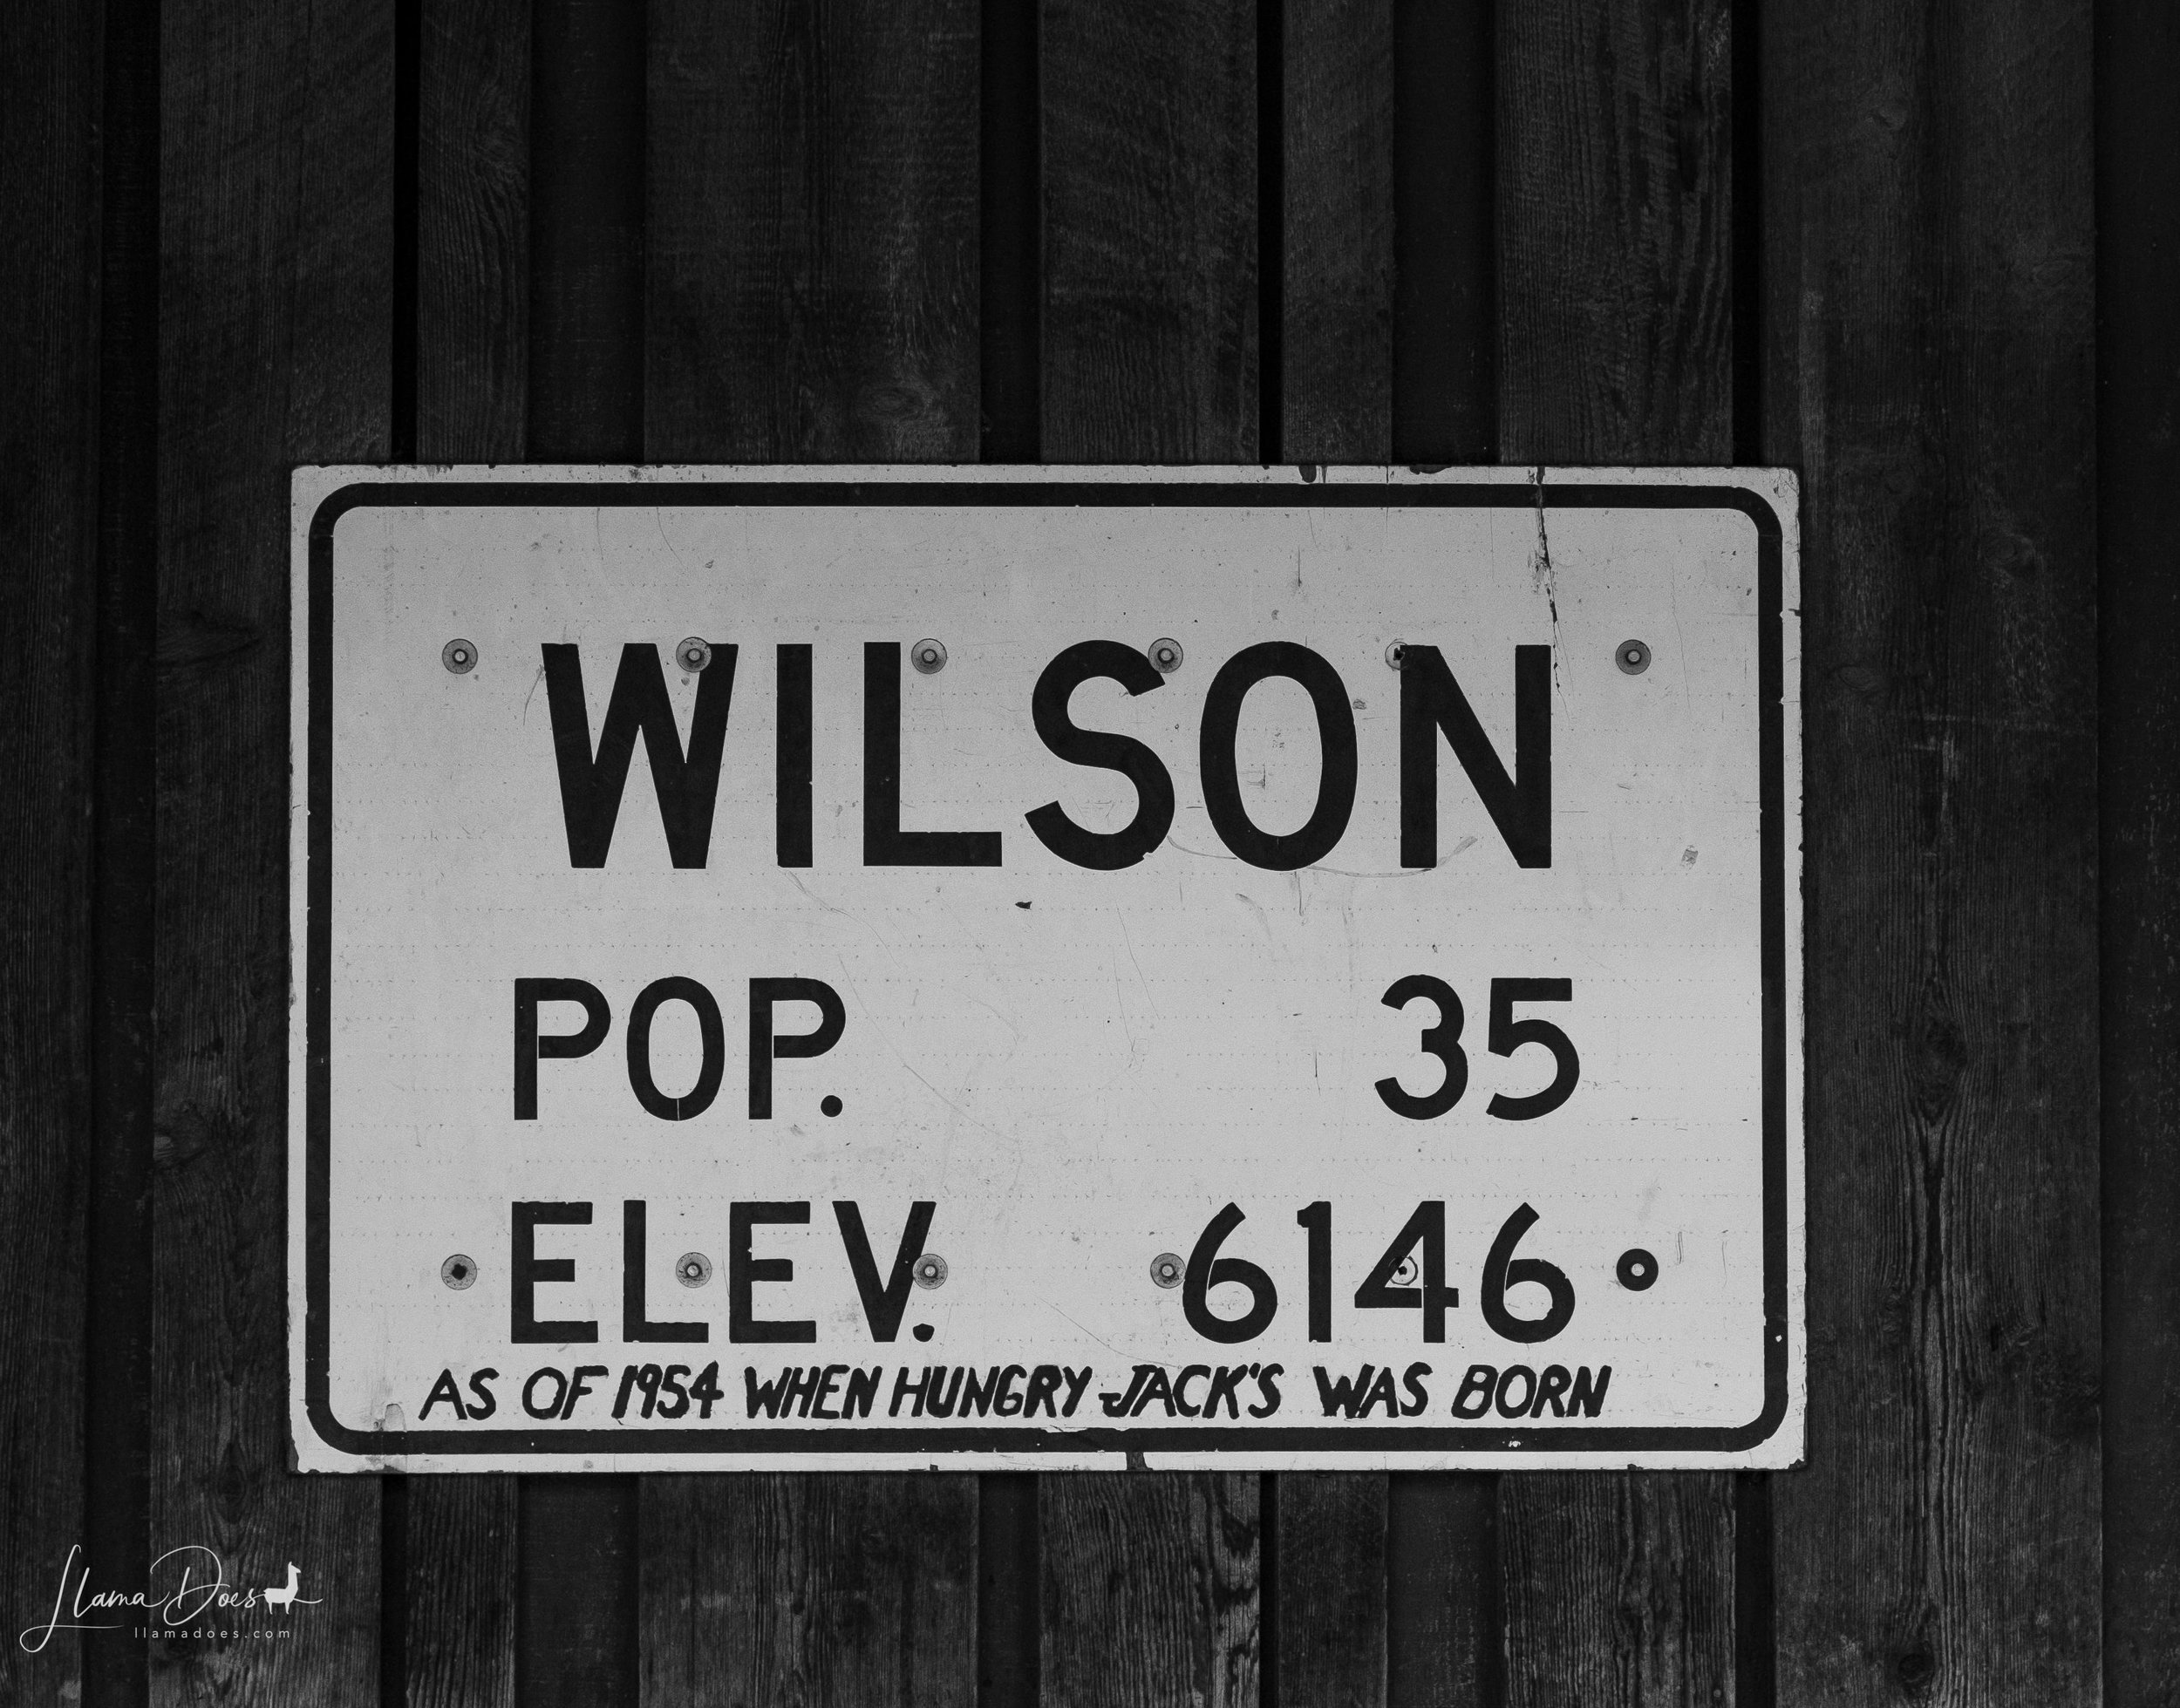 WILSON
POP. 35
ELEV. 6146
AS OF 1954 WHEN HUNGRY JACK'S WAS BORN
Llama Does
llamadoes.com